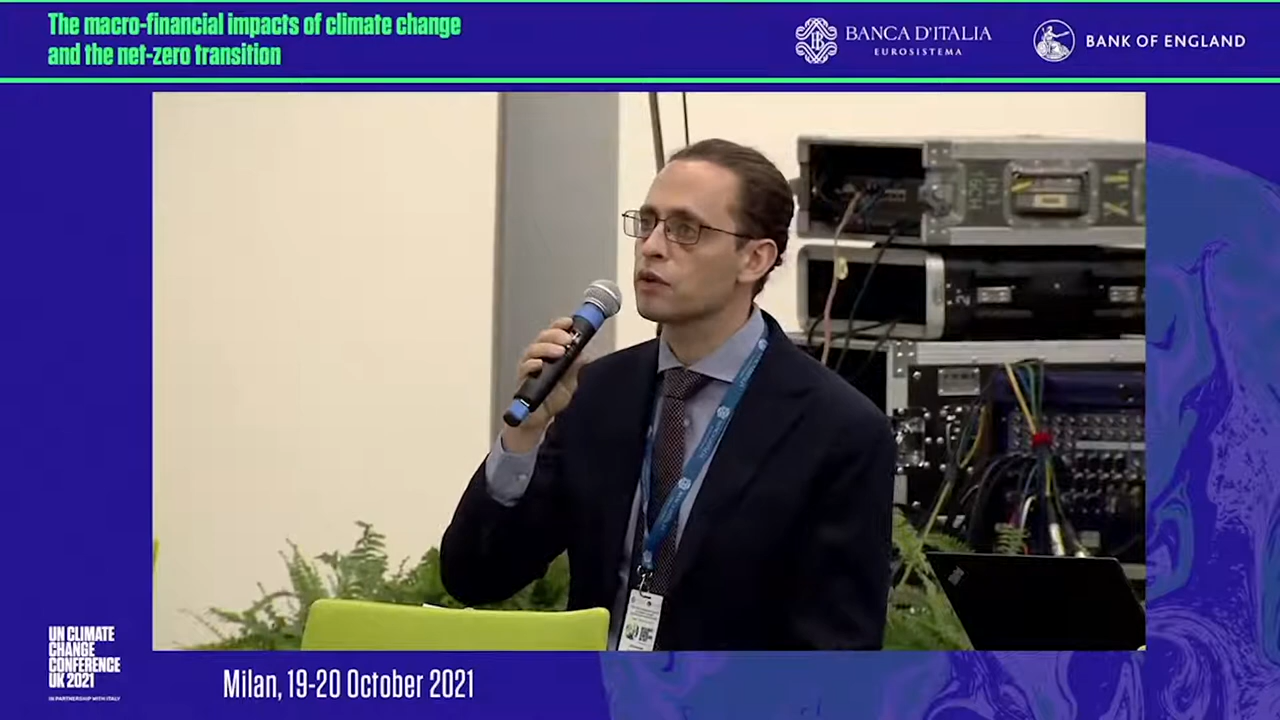 The macro-financial impacts of climate change
and the net-zero transition
BANCA D'ITALIA
EUROSISTEMA
BANK OF ENGLAND
UN CLIMATE
CHANGE
CONFERENCE
UK 2021
IN PARTNERSHIP WITH ITALY
Milan, 19-20 October 2021